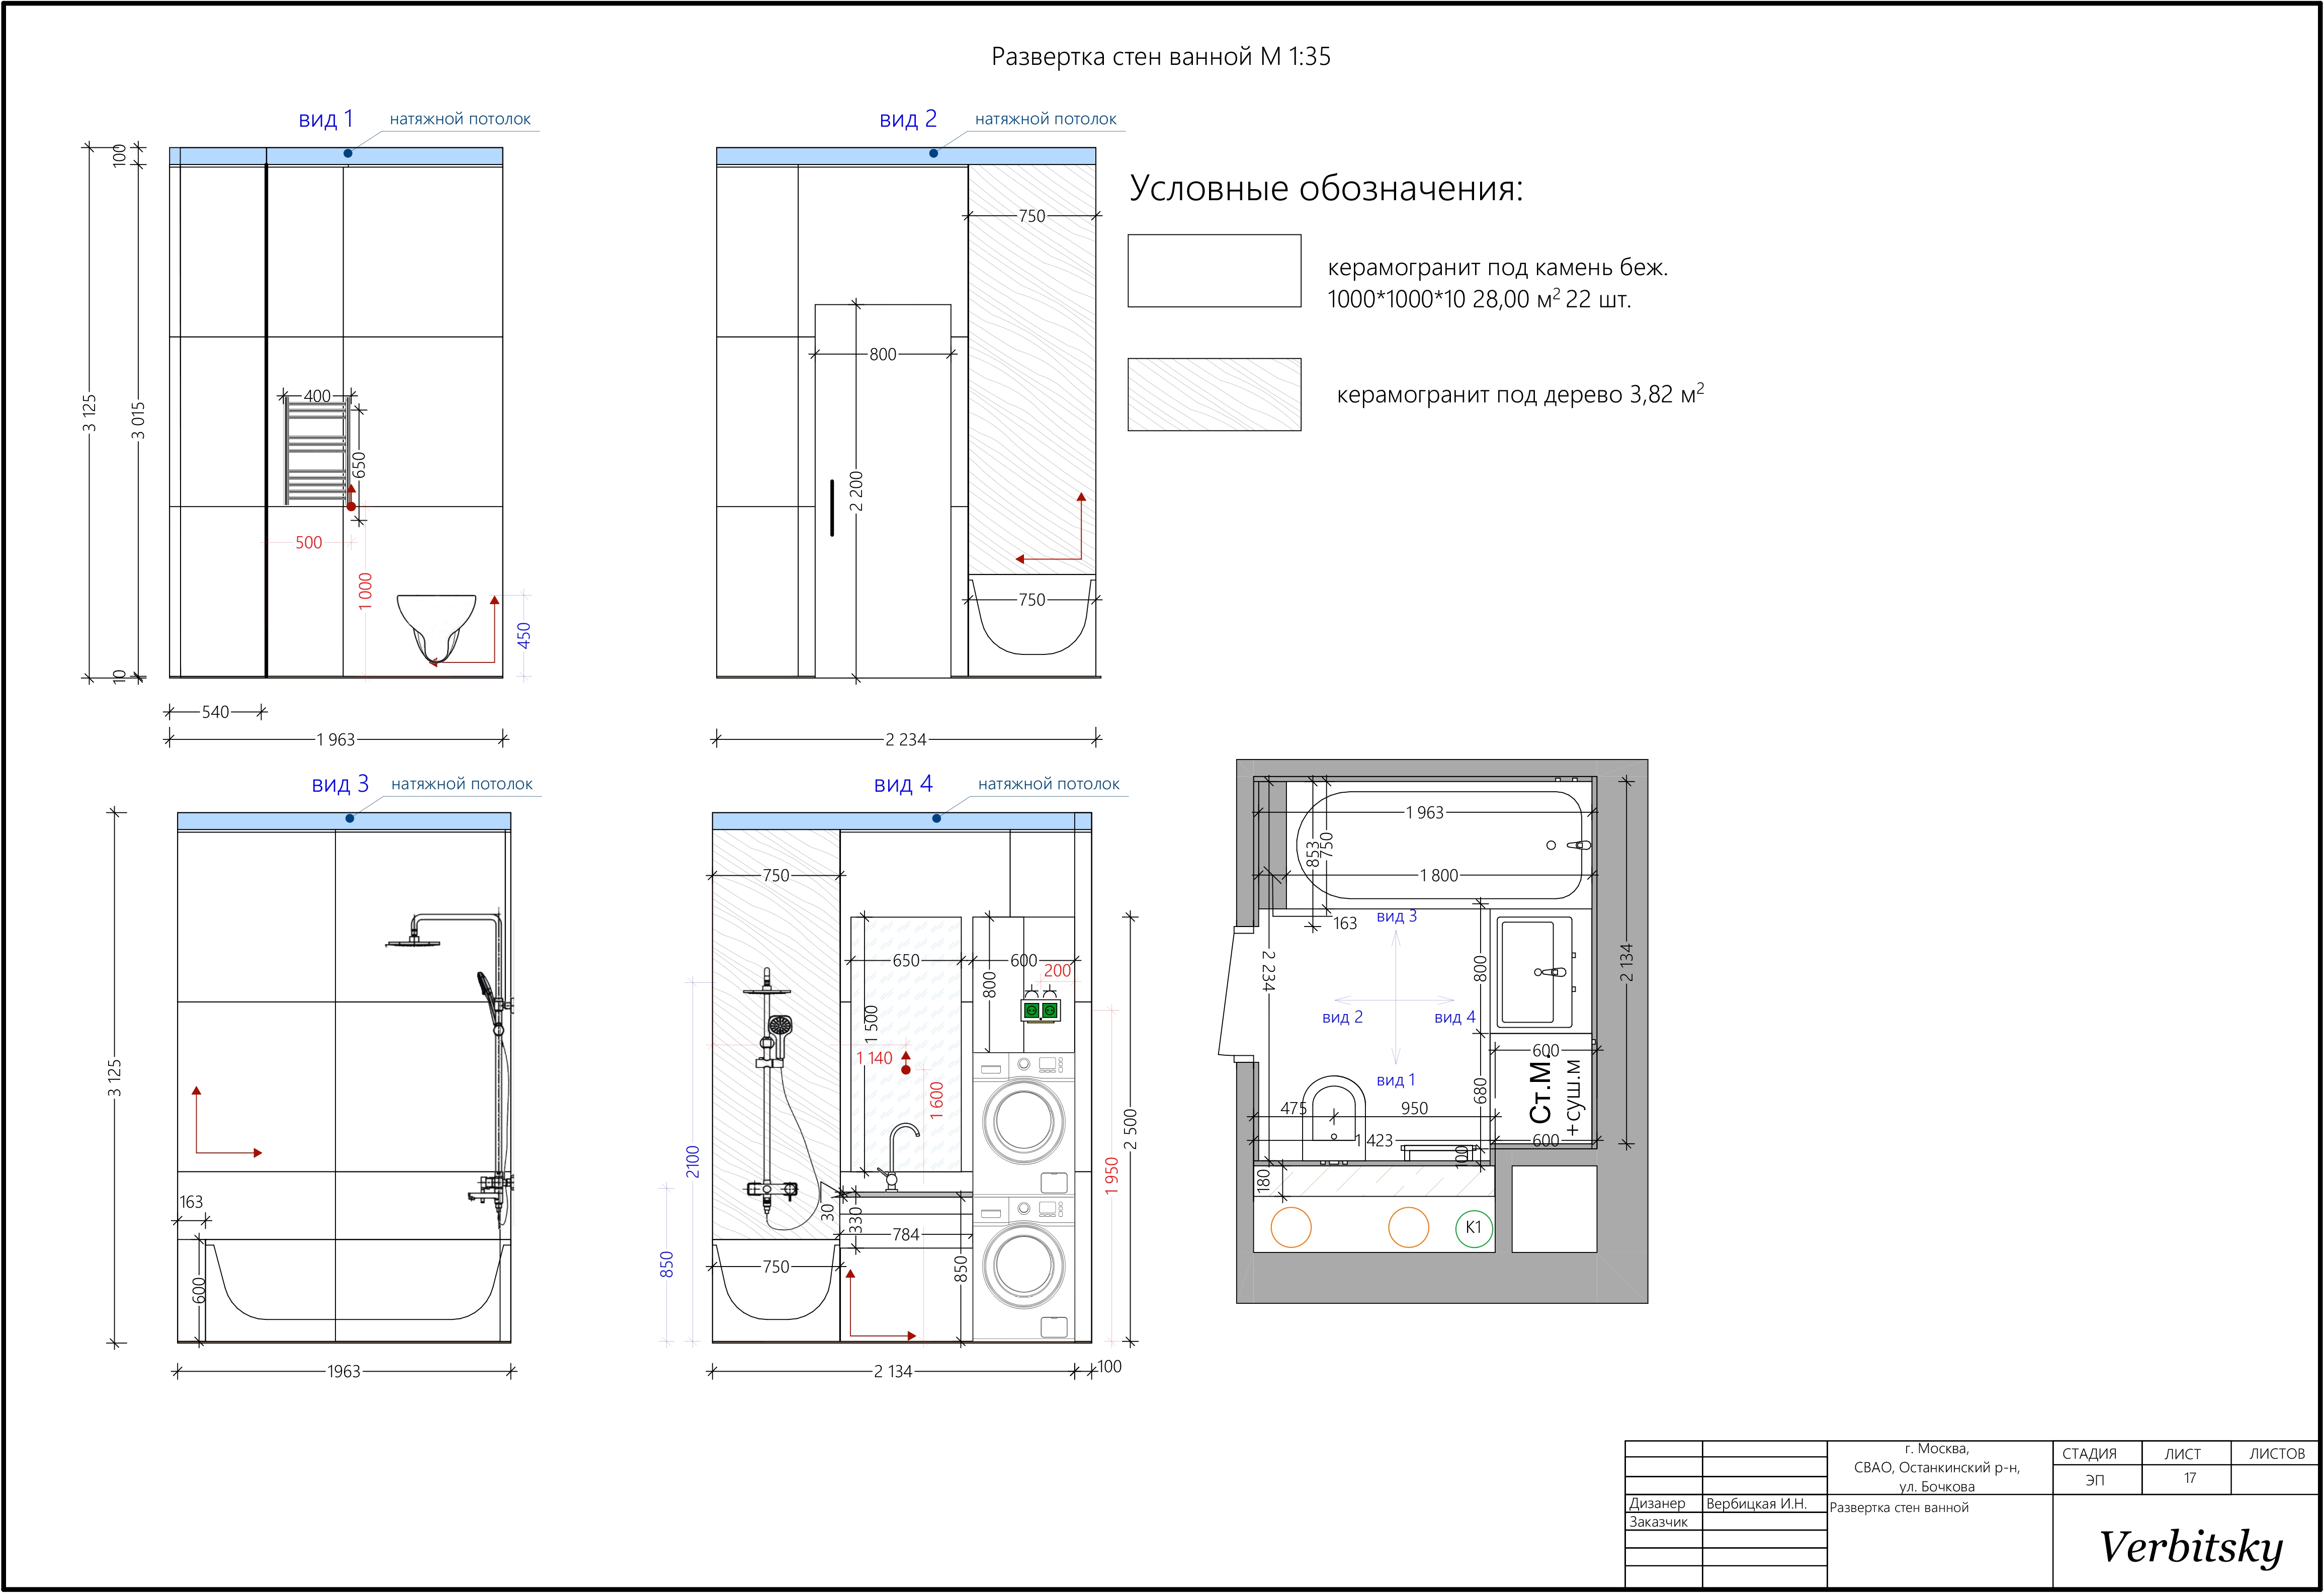 Развертка стен ванной М 1:35
вид 1
натяжной потолок
100
3 125
3 015
10
400
650
500
1 000
450
540
1 963
вид 2
натяжной потолок
750
800
2 200
750
2 234
Условные обозначения:
керамогранит под камень беж.
1000*1000*10 28,00 м² 22 шт.
керамогранит под дерево 3,82 м²
вид 3
натяжной потолок
3 125
163
600
1963
вид 4
натяжной потолок
750
650
600
200
800
1 500
1 140
1 600
2100
850
30
330
784
750
850
1 950
2 500
2 134
100
1 963
853
750
1 800
163
вид 3
2 234
800
2 134
вид 2
вид 4
вид 1
600
680
Ст.М.
+суш.м
475
950
1 423
600
100
180
К1
г. Москва,
СВАО, Останкинский р-н,
ул. Бочкова
СТАДИЯ
ЛИСТ
ЛИСТОВ
ЭП
17
Дизанер
Вербицкая И.Н.
Развертка стен ванной
Заказчик
Verbitsky